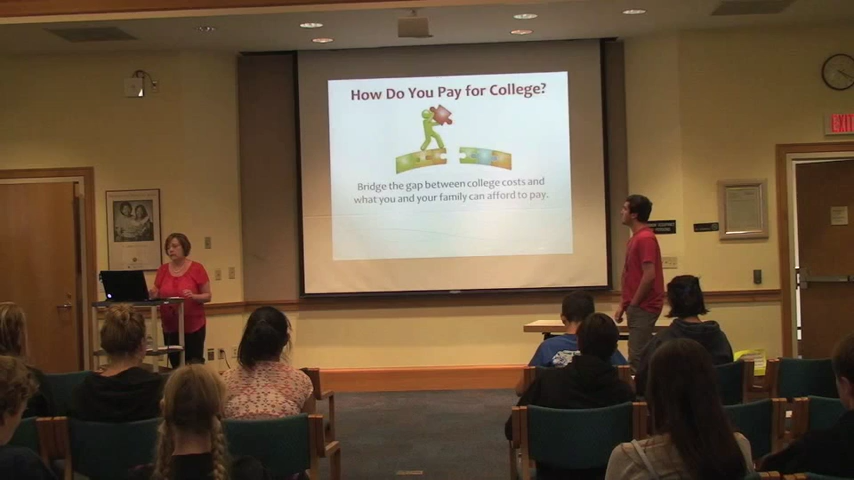 How Do You Pay for College?
Bridge the gap between college costs and
what you and your family can afford to pay.
EXIT